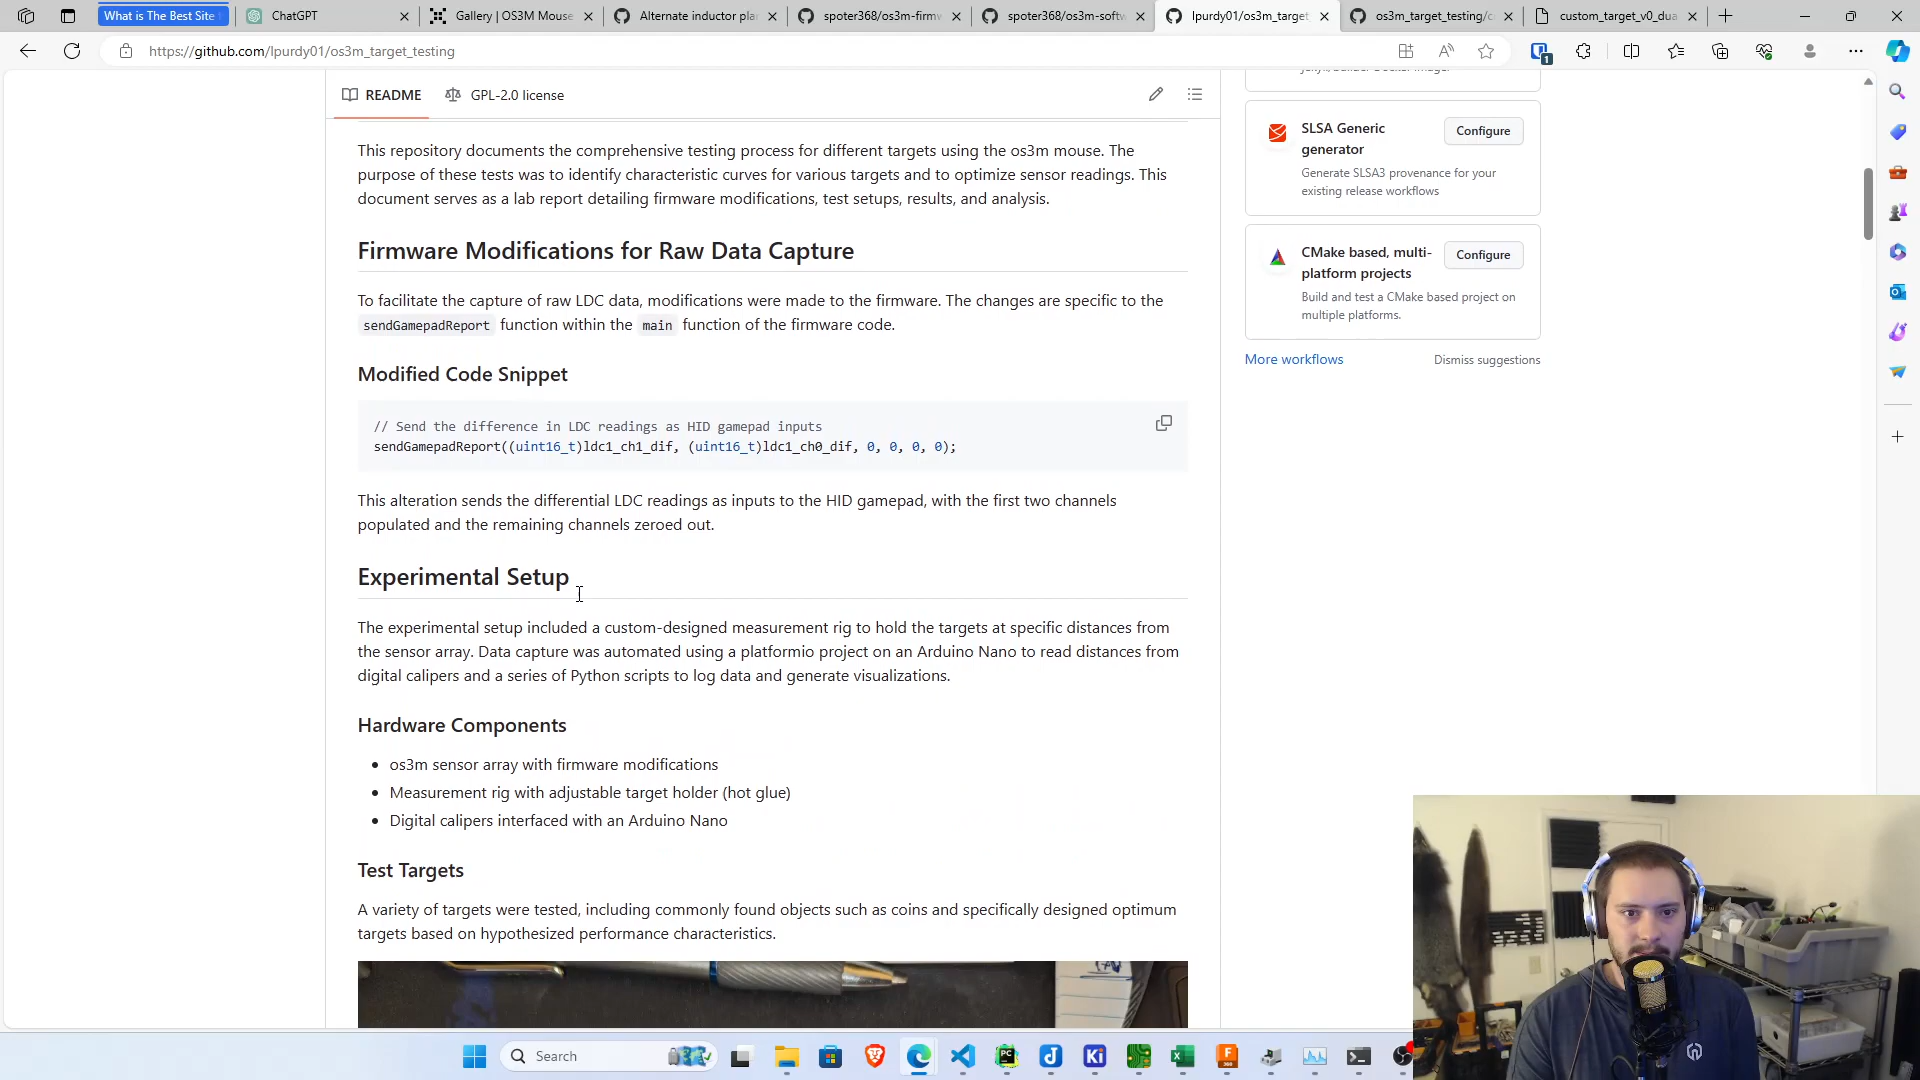 What is The Best Site
ChatGPT
Gallery | OS3M Mouse
Alternate inductor pla
spoter368/os3m-firmw
spoter368/os3m-softw
lpurdy01/os3m_target
os3m_target_testing/c
custom_target_v0_dua
https://github.com/lpurdy01/os3m_target_testing
README
GPL-2.0 license
This repository documents the comprehensive testing process for different targets using the os3m mouse. The
purpose of these tests was to identify characteristic curves for various targets and to optimize sensor readings. This
document serves as a lab report detailing firmware modifications, test setups, results, and analysis.
Firmware Modifications for Raw Data Capture
To facilitate the capture of raw LDC data, modifications were made to the firmware. The changes are specific to the
sendGamepadReport function within the main function of the firmware code.
Modified Code Snippet
// Send the difference in LDC readings as HID gamepad inputs
sendGamepadReport((uint16_t)ldc1_ch1_dif, (uint16_t)ldc1_ch0_dif, 0, 0, 0, 0);
This alteration sends the differential LDC readings as inputs to the HID gamepad, with the first two channels
populated and the remaining channels zeroed out.
Experimental Setup
The experimental setup included a custom-designed measurement rig to hold the targets at specific distances from
the sensor array. Data capture was automated using a platformio project on an Arduino Nano to read distances from
digital calipers and a series of Python scripts to log data and generate visualizations.
Hardware Components
os3m sensor array with firmware modifications
Measurement rig with adjustable target holder (hot glue)
Digital calipers interfaced with an Arduino Nano
Test Targets
A variety of targets were tested, including commonly found objects such as coins and specifically designed optimum
targets based on hypothesized performance characteristics.
SLSA Generic
generator
Configure
Generate SLSA3 provenance for your
existing release workflows
CMake based, multi-
platform projects
Configure
Build and test a CMake based project on
multiple platforms.
More workflows
Dismiss suggestions
Search